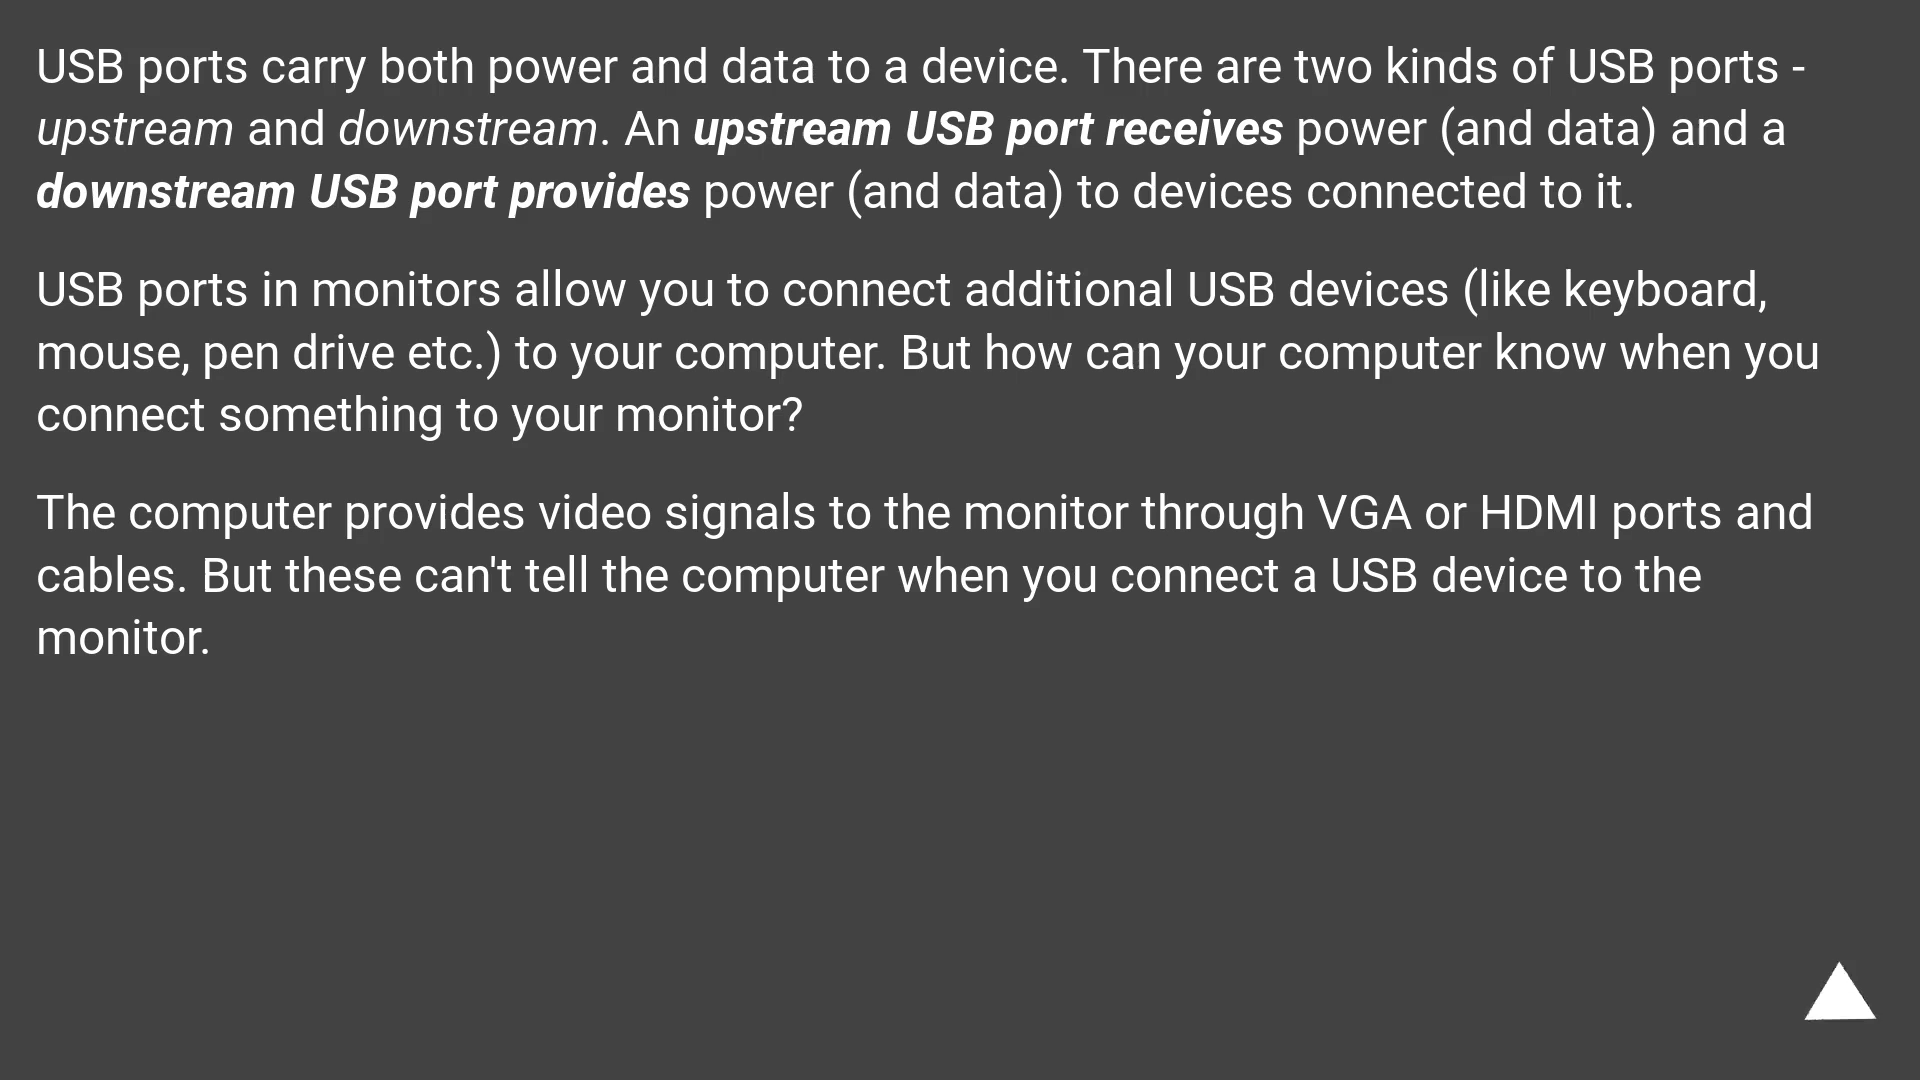 USB ports carry both power and data to a device. There are two kinds of USB ports -
upstream and downstream. An upstream USB port receives power (and data) and a
downstream USB port provides power (and data) to devices connected to it.
USB ports in monitors allow you to connect additional USB devices (like keyboard,
mouse, pen drive etc.) to your computer. But how can your computer know when you
connect something to your monitor?
The computer provides video signals to the monitor through VGA or HDMI ports and
cables. But these can't tell the computer when you connect a USB device to the
monitor.